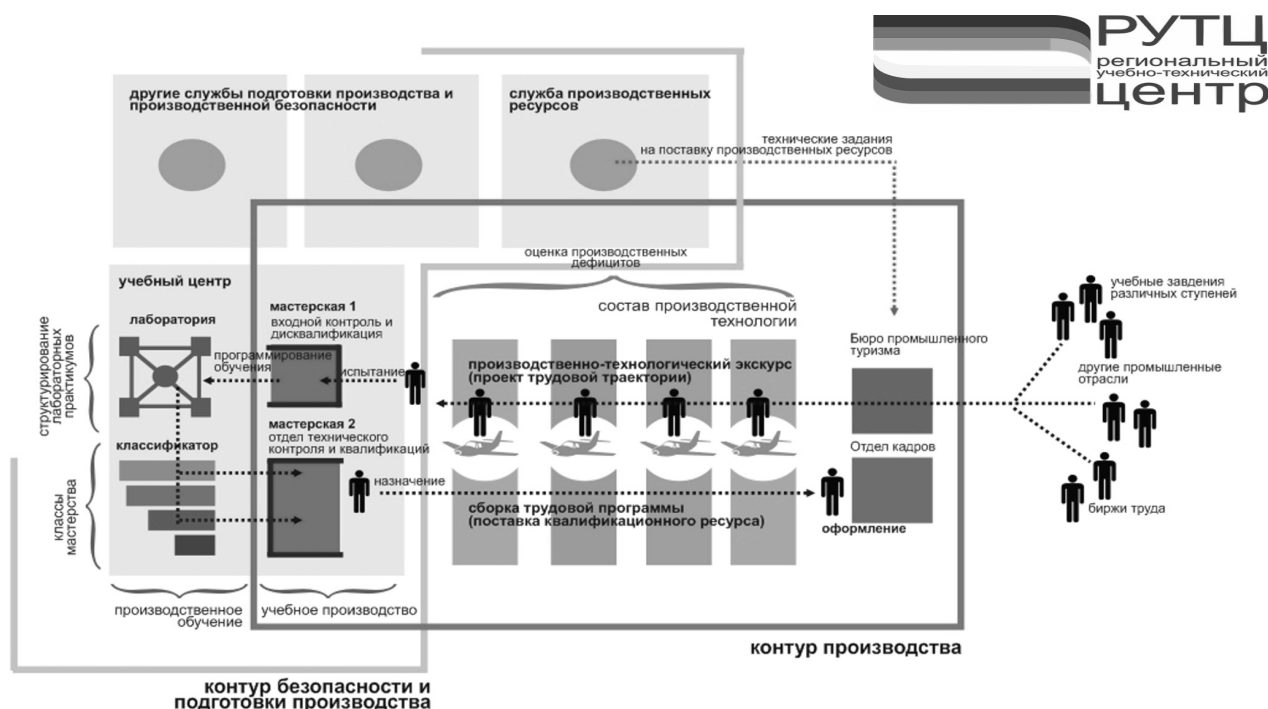 РУТЦ
региональный
учебно-технический
центр
другие службы подготовки производства и
производственной безопасности
служба производственных
ресурсов
технические задания
на поставку производственных ресурсов
оценка производственных
дефицитов
учебный центр
состав производственной
технологии
учебные завдения
различных ступеней
мастерская 1
входной контроль и
дисквалификация
лаборатория
структурирование
лабораторных
практикумов
программирование
обучения
испытание
производственно-технологический экскурс
(проект трудовой траектории)
Бюро промышленного
туризма
другие промышленные
отрасли
мастерская 2
отдел технического
контроля и квалификаций
классификатор
классы
мастерства
назначение
Отдел кадров
сборка трудовой программы
(поставка квалификационного ресурса)
оформление
биржи труда
производственное
обучение
учебное производство
контур производства
контур безопасности и
подготовки производства